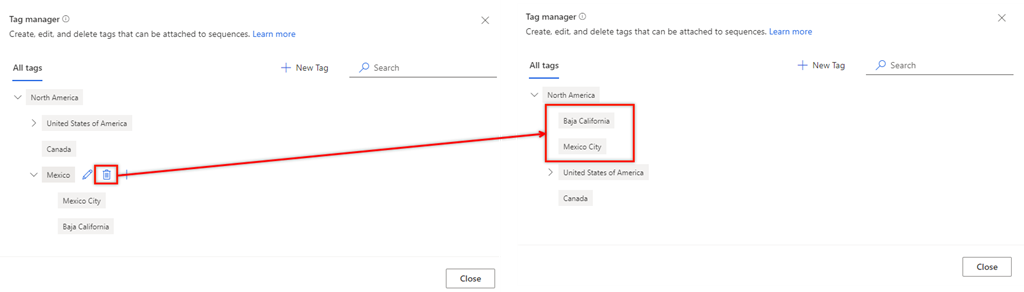 Tag manager
Create, edit, and delete tags that can be attached to sequences. Learn more
All tags
New Tag
Search
North America
United States of America
Canada
Mexico
Mexico City
Baja California
Close
Tag manager
Create, edit, and delete tags that can be attached to sequences. Learn more
All tags
New Tag
Search
North America
Baja California
Mexico City
United States of America
Canada
Close